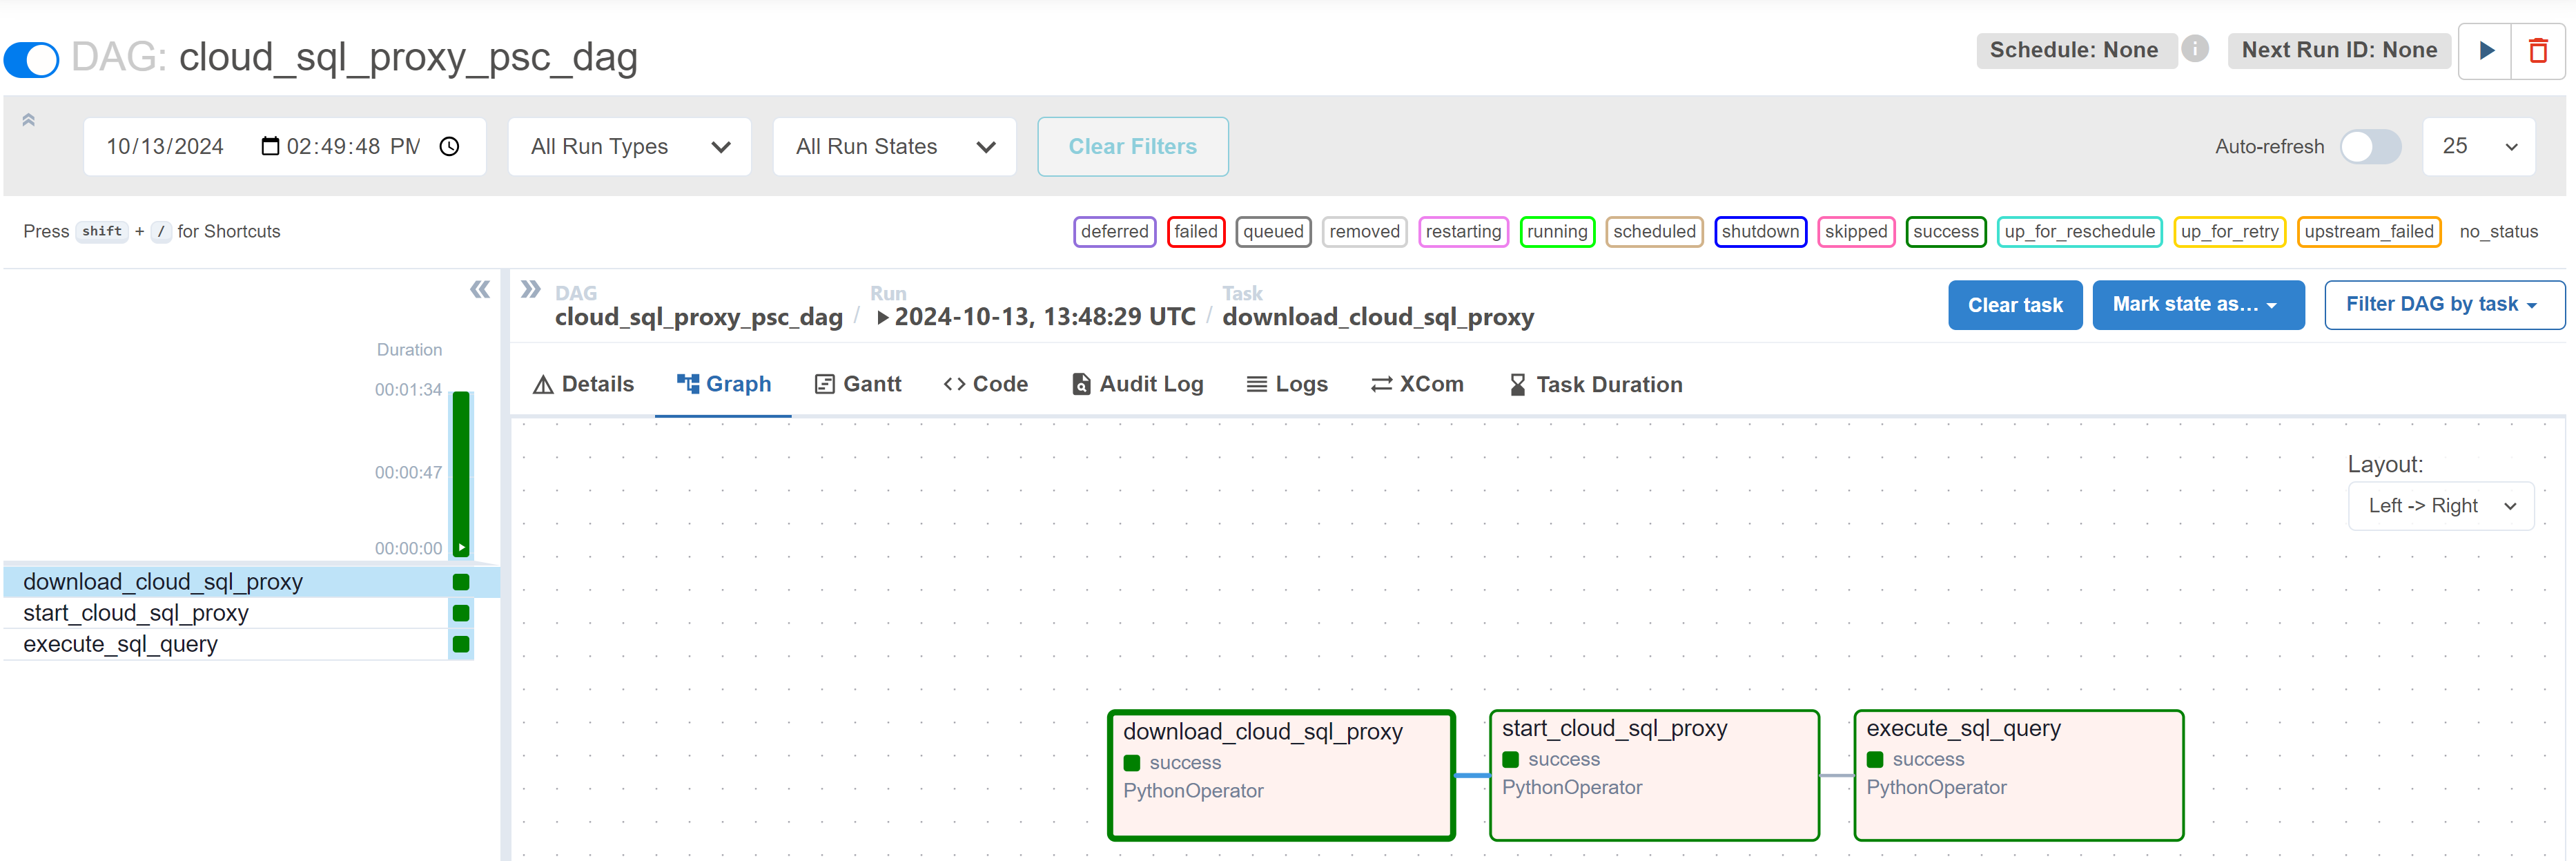 DAG: cloud_sql_proxy_psc_dag
Schedule: None
Next Run ID: None
10/13/2024 02:49:48 PM
All Run Types
All Run States
Clear Filters
Auto-refresh
25
Press shift + / for Shortcuts
deferred failed queued removed restarting running scheduled shutdown skipped success up_for_reschedule up_for_retry upstream_failed no_status
Duration
00:01:34
00:00:47
00:00:00
download_cloud_sql_proxy
start_cloud_sql_proxy
execute_sql_query
DAG
cloud_sql_proxy_psc_dag
/
Run
2024-10-13, 13:48:29 UTC
/
Task
download_cloud_sql_proxy
Clear task
Mark state as...
Filter DAG by task
Details
Graph
Gantt
Code
Audit Log
Logs
XCom
Task Duration
Layout:
Left -> Right
download_cloud_sql_proxy
success
PythonOperator
start_cloud_sql_proxy
success
PythonOperator
execute_sql_query
success
PythonOperator